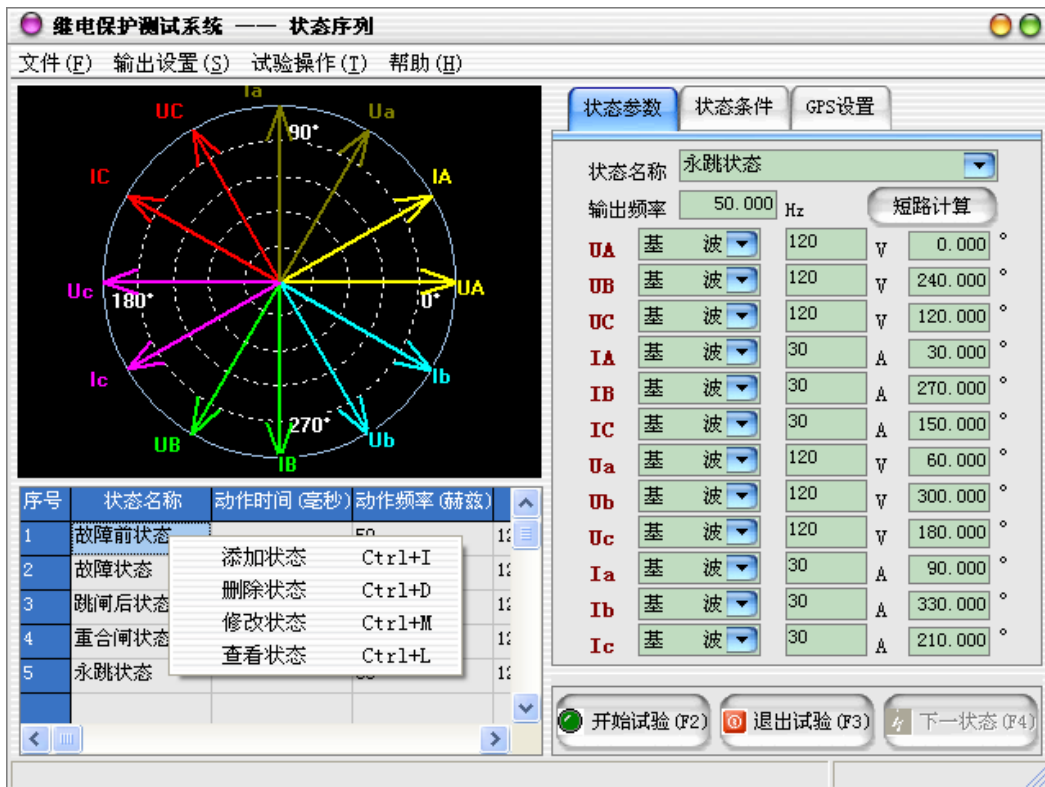 继电保护测试系统 —— 状态序列
文件(F) 输出设置(S) 试验操作(T) 帮助(H)
Ia
UC
Ua
90°
IC
IA
Uc
180°
0°
UA
Ic
Ib
UB
270°
Ub
IB
序号 状态名称 动作时间(毫秒) 动作频率(赫兹)
1 故障前状态 50 12
2 故障状态 12
3 跳闸后状态 12
4 重合闸状态 12
5 永跳状态 50 12
添加状态 Ctrl+I
删除状态 Ctrl+D
修改状态 Ctrl+M
查看状态 Ctrl+L
状态参数 状态条件 GPS设置
状态名称 永跳状态
输出频率 50.000 Hz 短路计算
UA 基 波 120 V 0.000 °
UB 基 波 120 V 240.000 °
UC 基 波 120 V 120.000 °
IA 基 波 30 A 30.000 °
IB 基 波 30 A 270.000 °
IC 基 波 30 A 150.000 °
Ua 基 波 120 V 60.000 °
Ub 基 波 120 V 300.000 °
Uc 基 波 120 V 180.000 °
Ia 基 波 30 A 90.000 °
Ib 基 波 30 A 330.000 °
Ic 基 波 30 A 210.000 °
开始试验(F2) 退出试验(F3) 下一状态(F4)